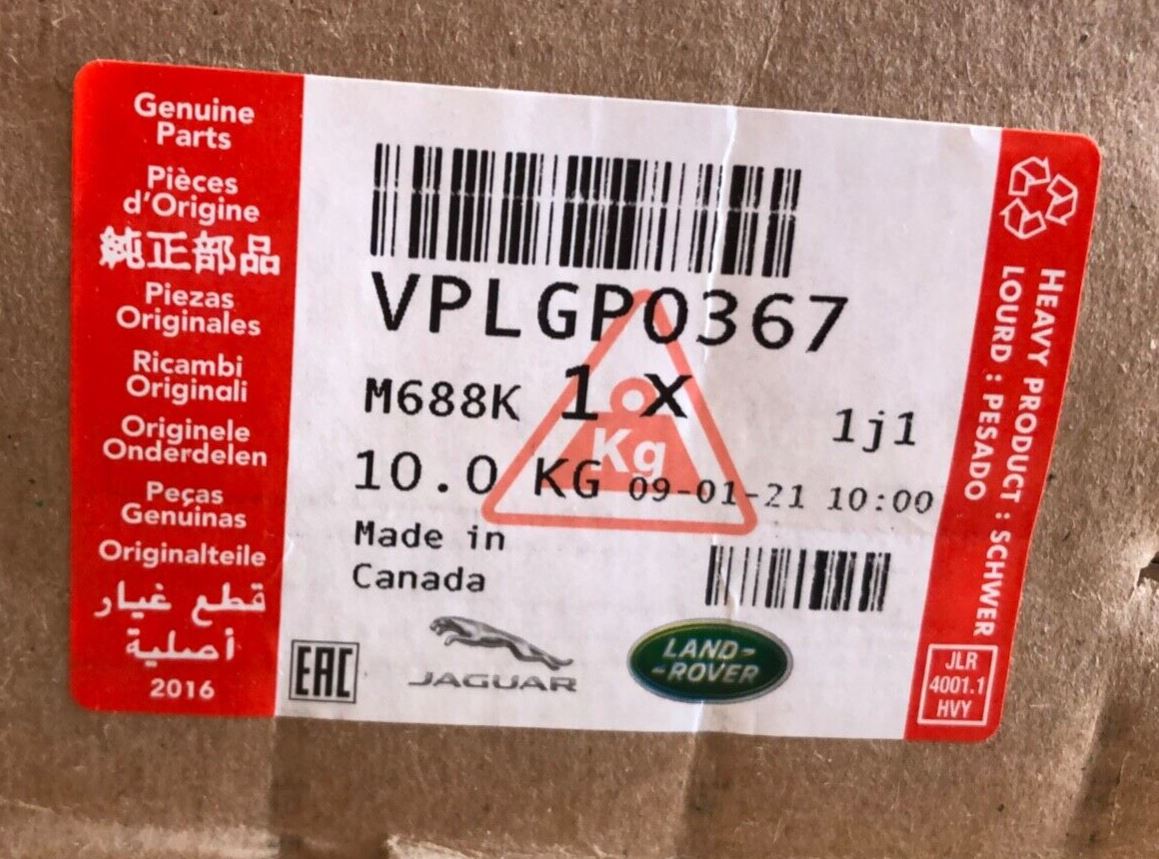 Genuine
Parts
Pièces
d'Origine
純正部品
Piezas
Originales
Ricambi
Originali
Originele
Onderdelen
Peças
Genuinas
Originalteile
قطع غيار
أصلية
2016
VPLGP0367
M688K 1 X 1j1
Kg
10.0 KG 09-01-21 10:00
Made in
Canada
EAC
JAGUAR
LAND-
-ROVER
HEAVY PRODUCT : SCHWER
LOURD : PESADO
JLR
4001.1
HVY